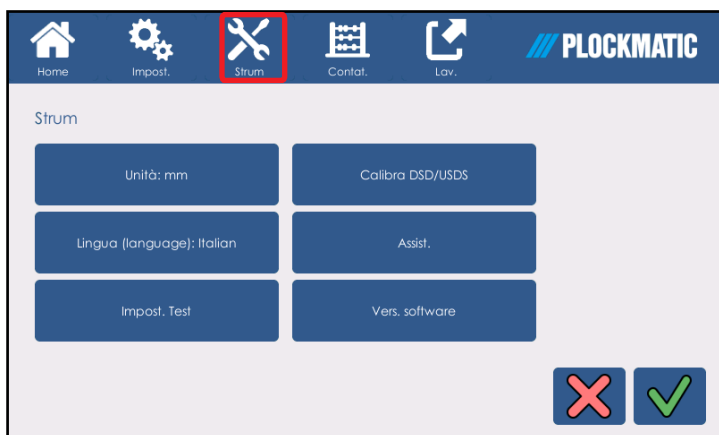 Home
Impost.
Strum
Contat.
Lav.
PLOCKMATIC
Strum
Unità: mm
Calibra DSD/USDS
Lingua (language): Italian
Assist.
Impost. Test
Vers. software